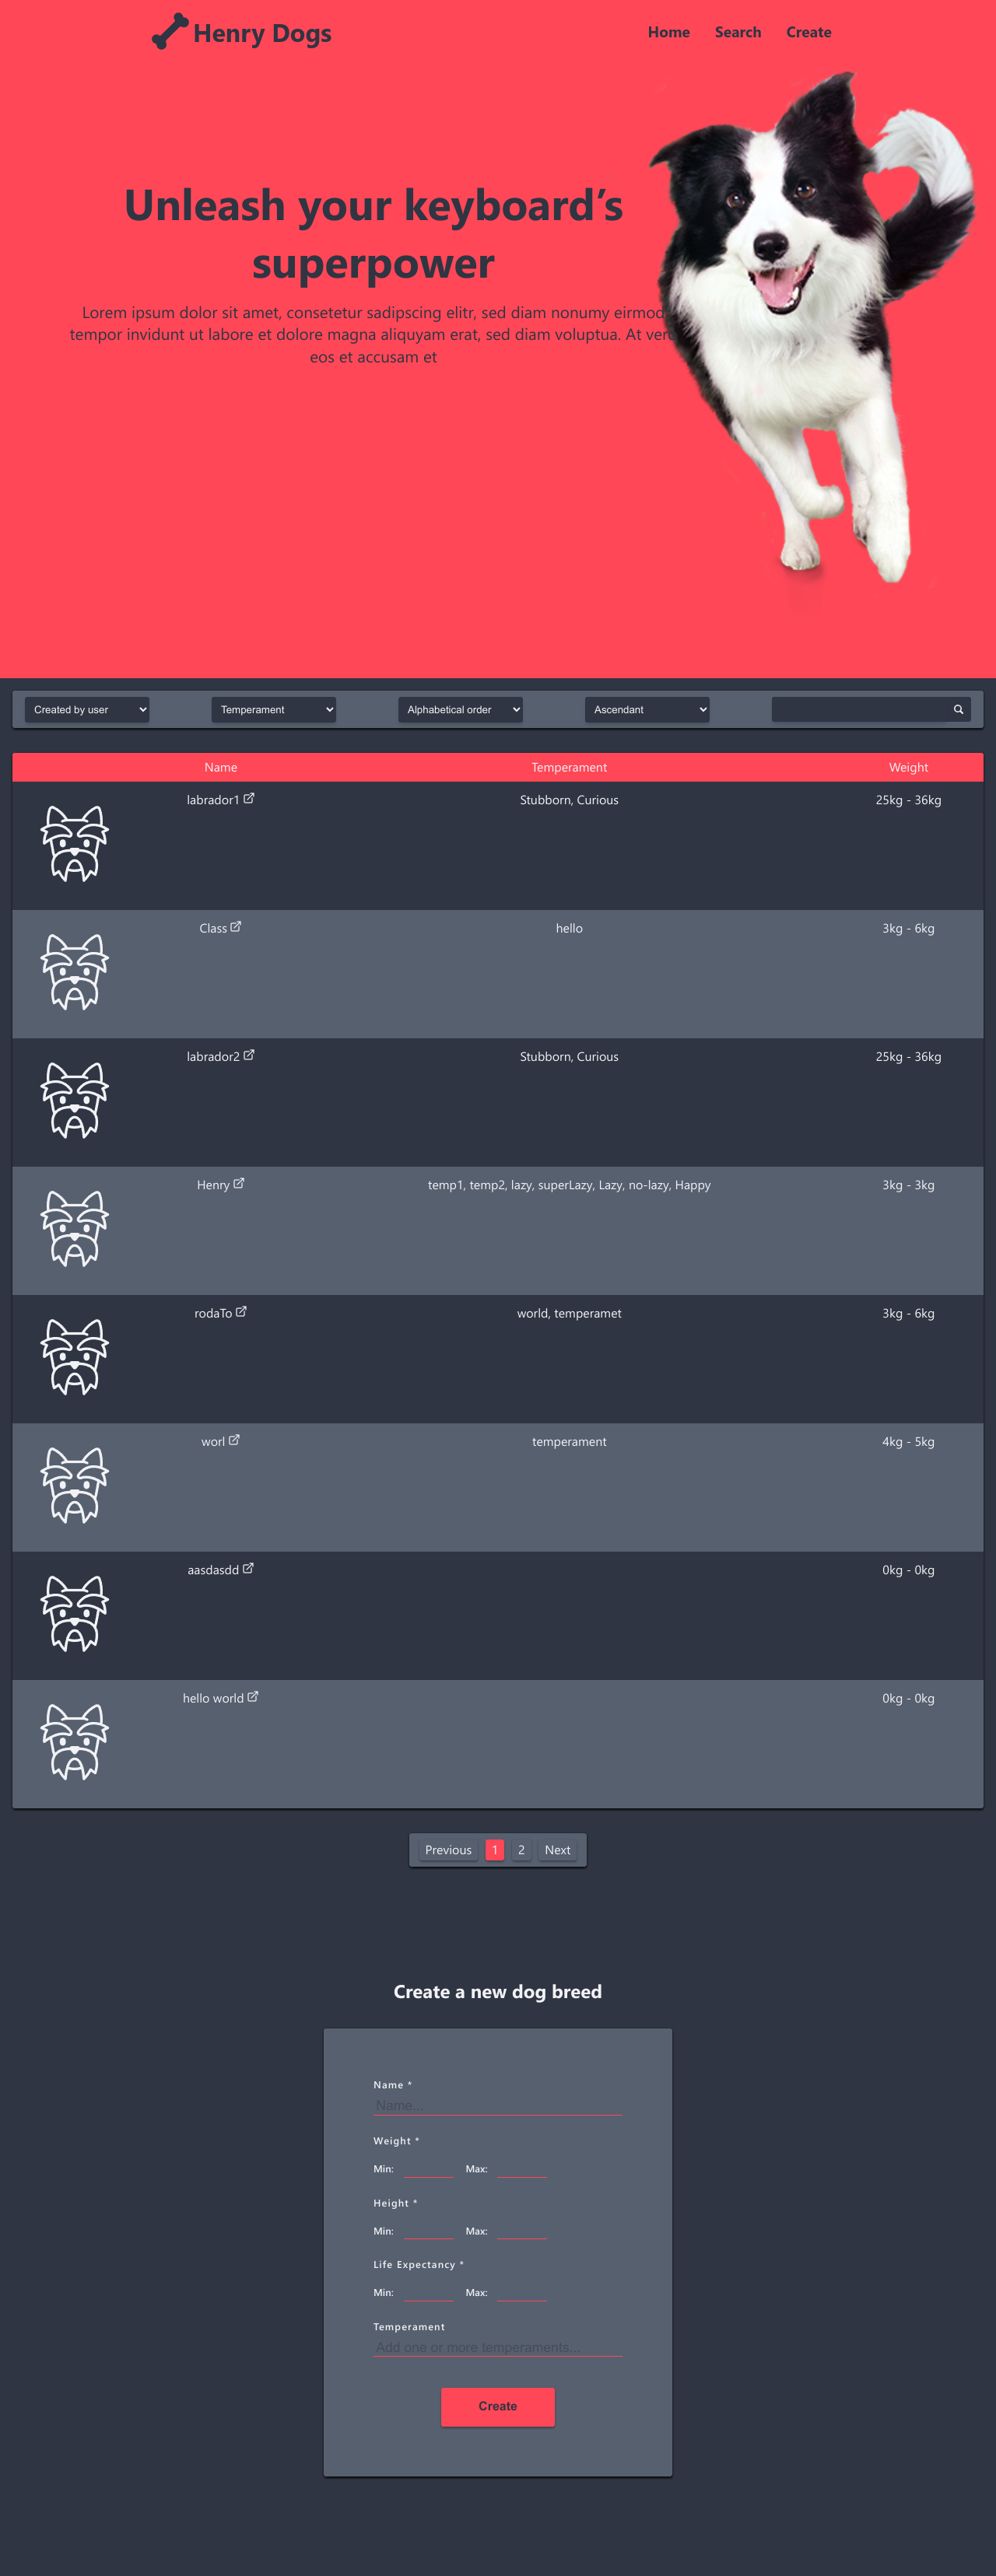 Henry Dogs
Home Search Create
Unleash your keyboard’s
superpower
Lorem ipsum dolor sit amet, consetetur sadipscing elitr, sed diam nonumy eirmod
tempor invidunt ut labore et dolore magna aliquyam erat, sed diam voluptua. At
eos et accusam et
Created by user Temperament Alphabetical order Ascendant
Name Temperament Weight
labrador1 Stubborn, Curious 25kg - 36kg
Class hello 3kg - 6kg
labrador2 Stubborn, Curious 25kg - 36kg
Henry temp1, temp2, lazy, superLazy, Lazy, no-lazy, Happy 3kg - 3kg
rodaTo world, temperamet 3kg - 6kg
worl temperament 4kg - 5kg
aasdasdd 0kg - 0kg
hello world 0kg - 0kg
Previous 1 2 Next
Create a new dog breed
Name *
Name...
Weight *
Min: Max:
Height *
Min: Max:
Life Expectancy *
Min: Max:
Temperament
Add one or more temperaments...
Create